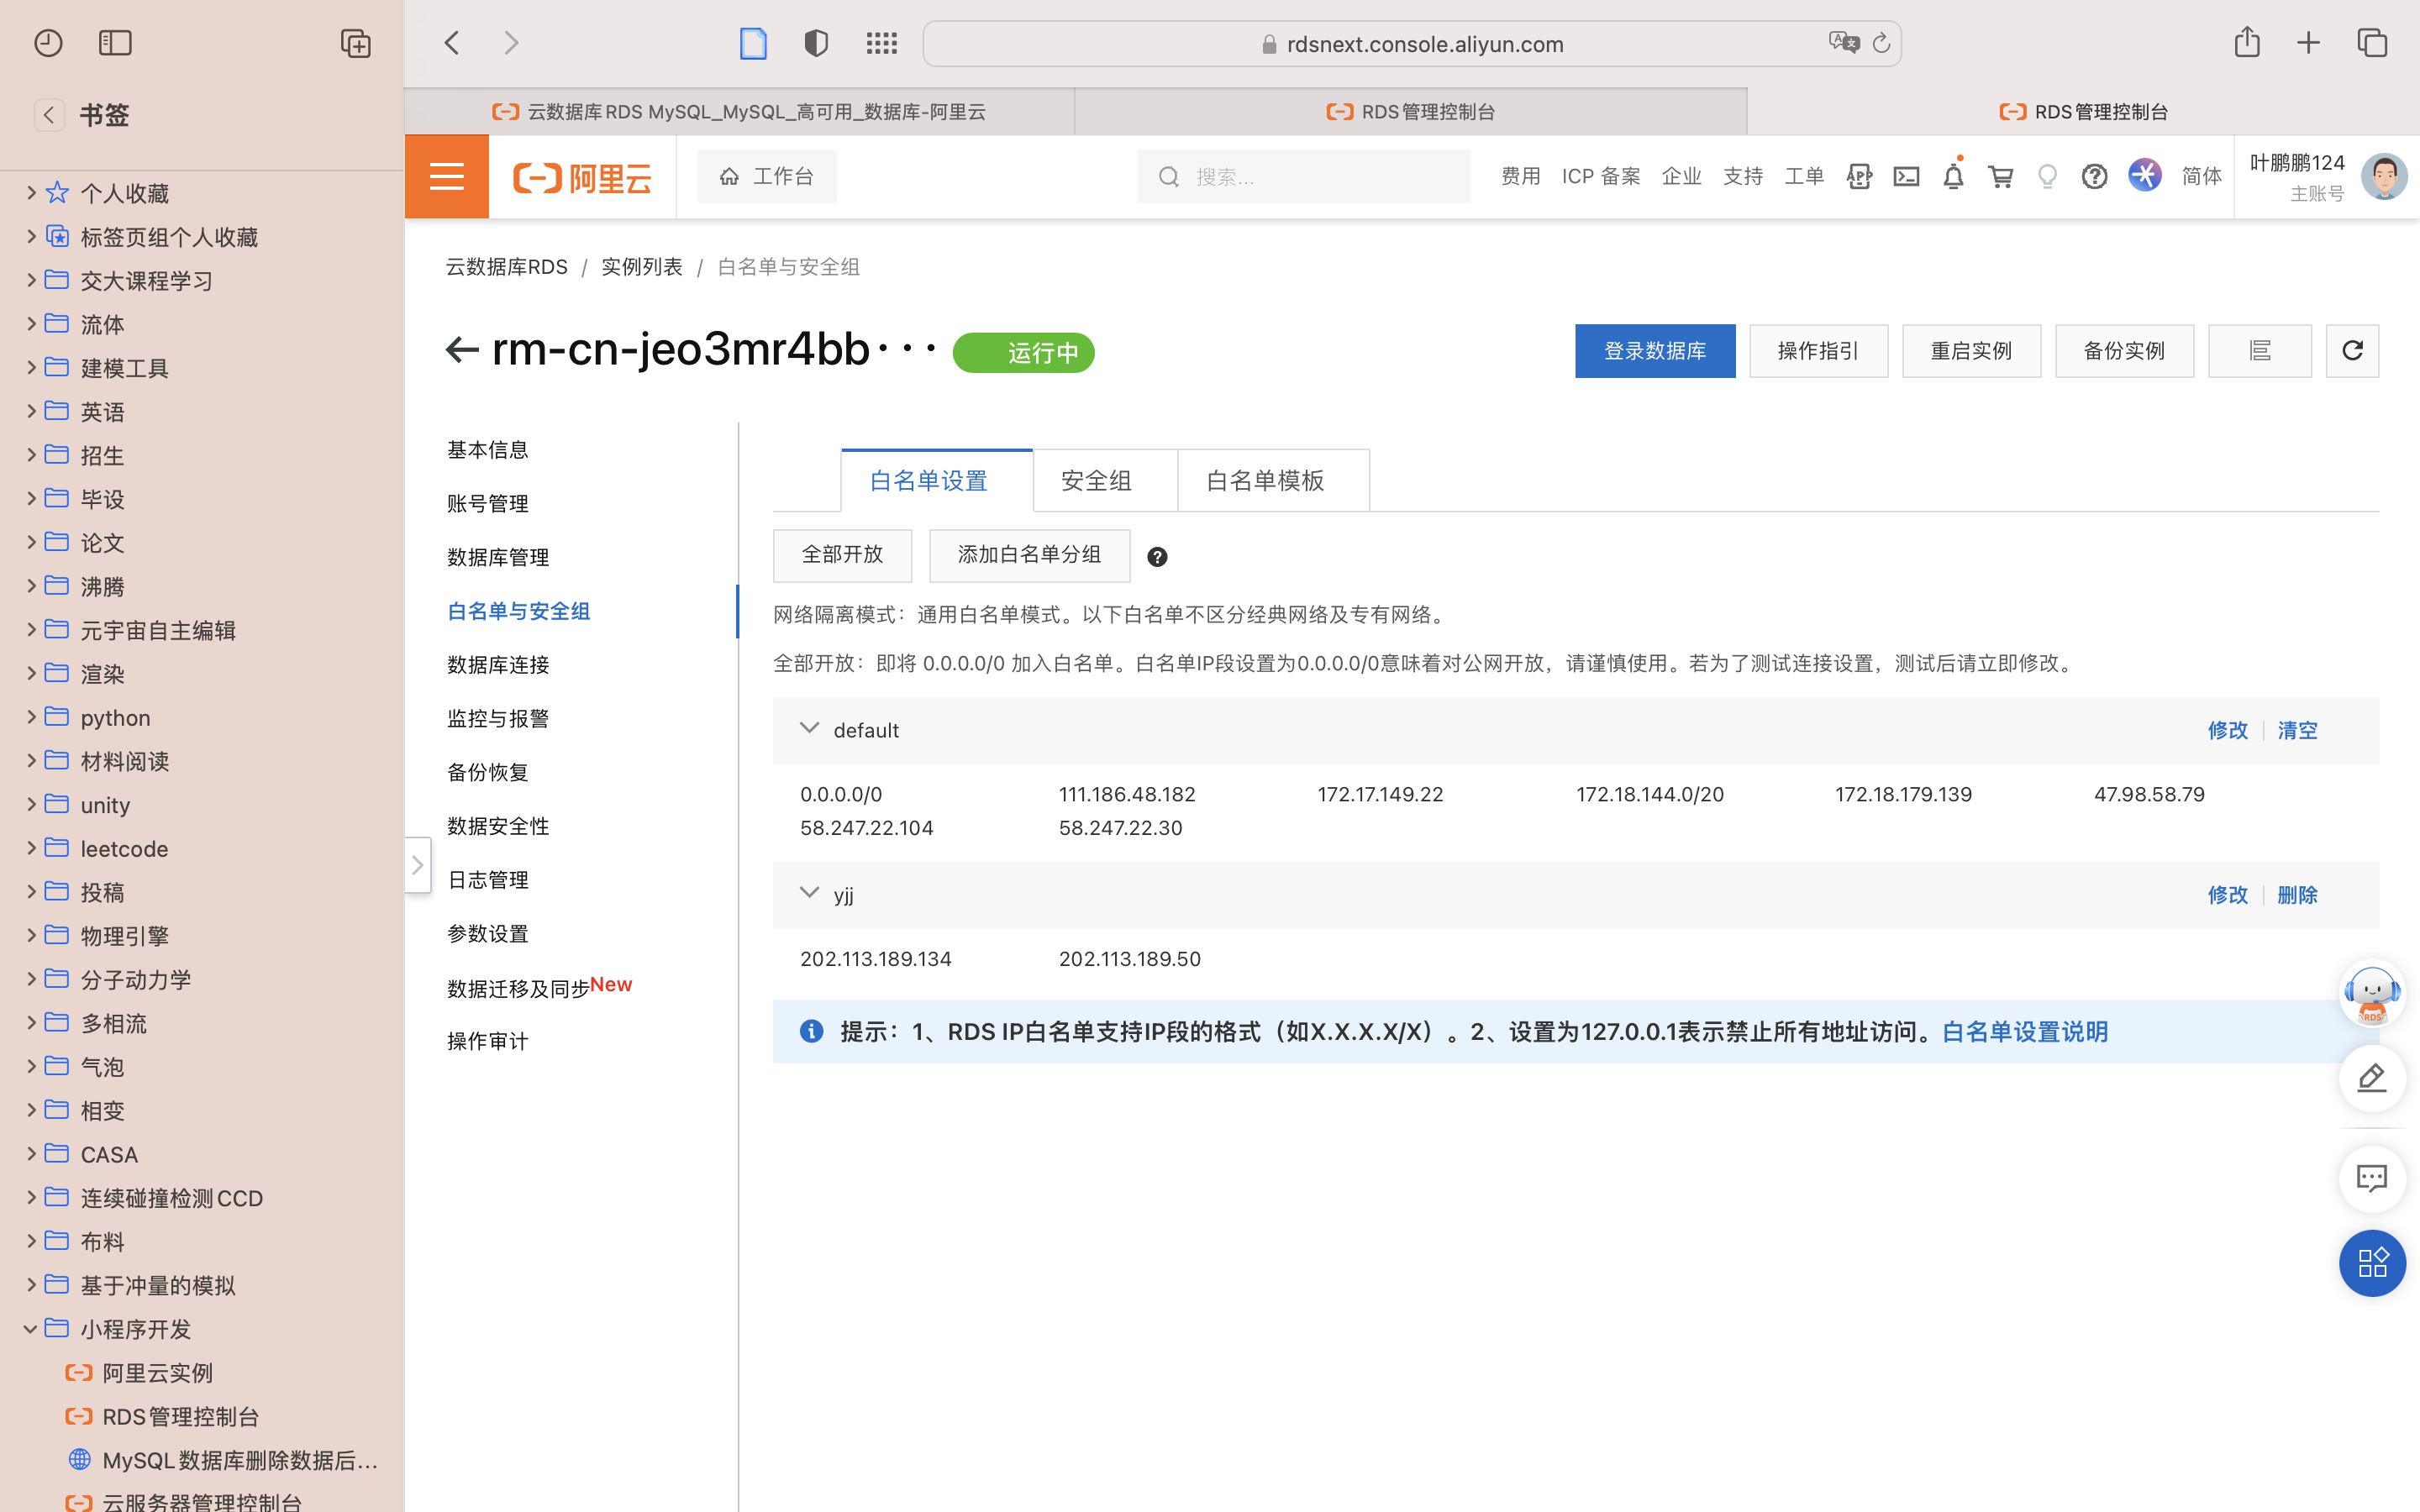 rdsnext.console.aliyun.com
书签
云数据库RDS MySQL_MySQL_高可用_数据库-阿里云
RDS管理控制台
RDS管理控制台
个人收藏
标签页组个人收藏
交大课程学习
流体
建模工具
英语
招生
毕设
论文
沸腾
元宇宙自主编辑
渲染
python
材料阅读
unity
leetcode
投稿
物理引擎
分子动力学
多相流
气泡
相变
CASA
连续碰撞检测CCD
布料
基于冲量的模拟
小程序开发
阿里云实例
RDS管理控制台
MySQL数据库删除数据后...
云服务器管理控制台
阿里云
工作台
搜索...
费用
ICP 备案
企业
支持
工单
APP
简体
叶鹏鹏124
主账号
云数据库RDS / 实例列表 / 白名单与安全组
rm-cn-jeo3mr4bb···
运行中
登录数据库
操作指引
重启实例
备份实例
基本信息
账号管理
数据库管理
白名单与安全组
数据库连接
监控与报警
备份恢复
数据安全性
日志管理
参数设置
数据迁移及同步New
操作审计
白名单设置
安全组
白名单模板
全部开放
添加白名单分组
网络隔离模式：通用白名单模式。以下白名单不区分经典网络及专有网络。
全部开放：即将 0.0.0.0/0 加入白名单。白名单IP段设置为0.0.0.0/0意味着对公网开放，请谨慎使用。若为了测试连接设置，测试后请立即修改。
default
修改
清空
0.0.0.0/0 111.186.48.182 172.17.149.22 172.18.144.0/20 172.18.179.139 47.98.58.79
58.247.22.104 58.247.22.30
yjj
修改
删除
202.113.189.134 202.113.189.50
提示：1、RDS IP白名单支持IP段的格式（如X.X.X.X/X）。2、设置为127.0.0.1表示禁止所有地址访问。白名单设置说明
RDS